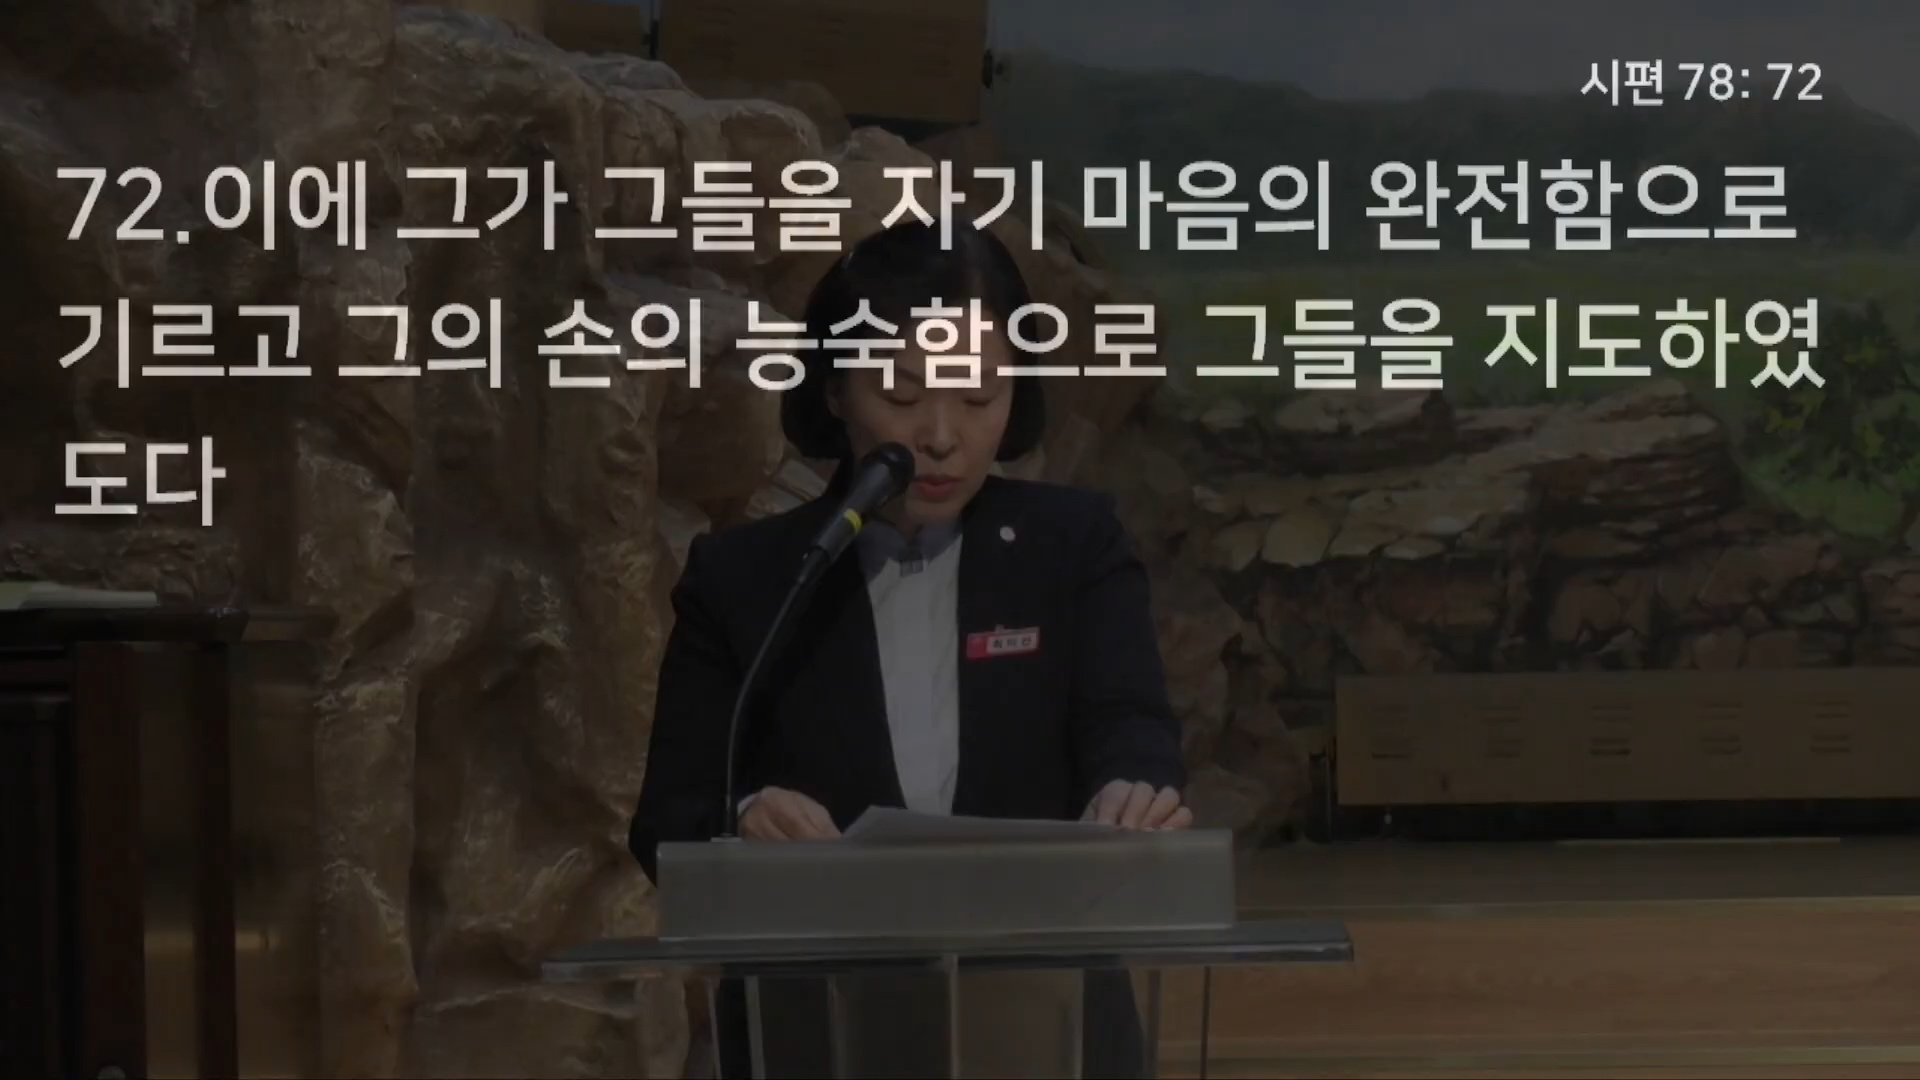 시편 78: 72
72.이에 그가 그들을 자기 마음의 완전함으로
기르고 그의 손의 능숙함으로 그들을 지도하였
도다